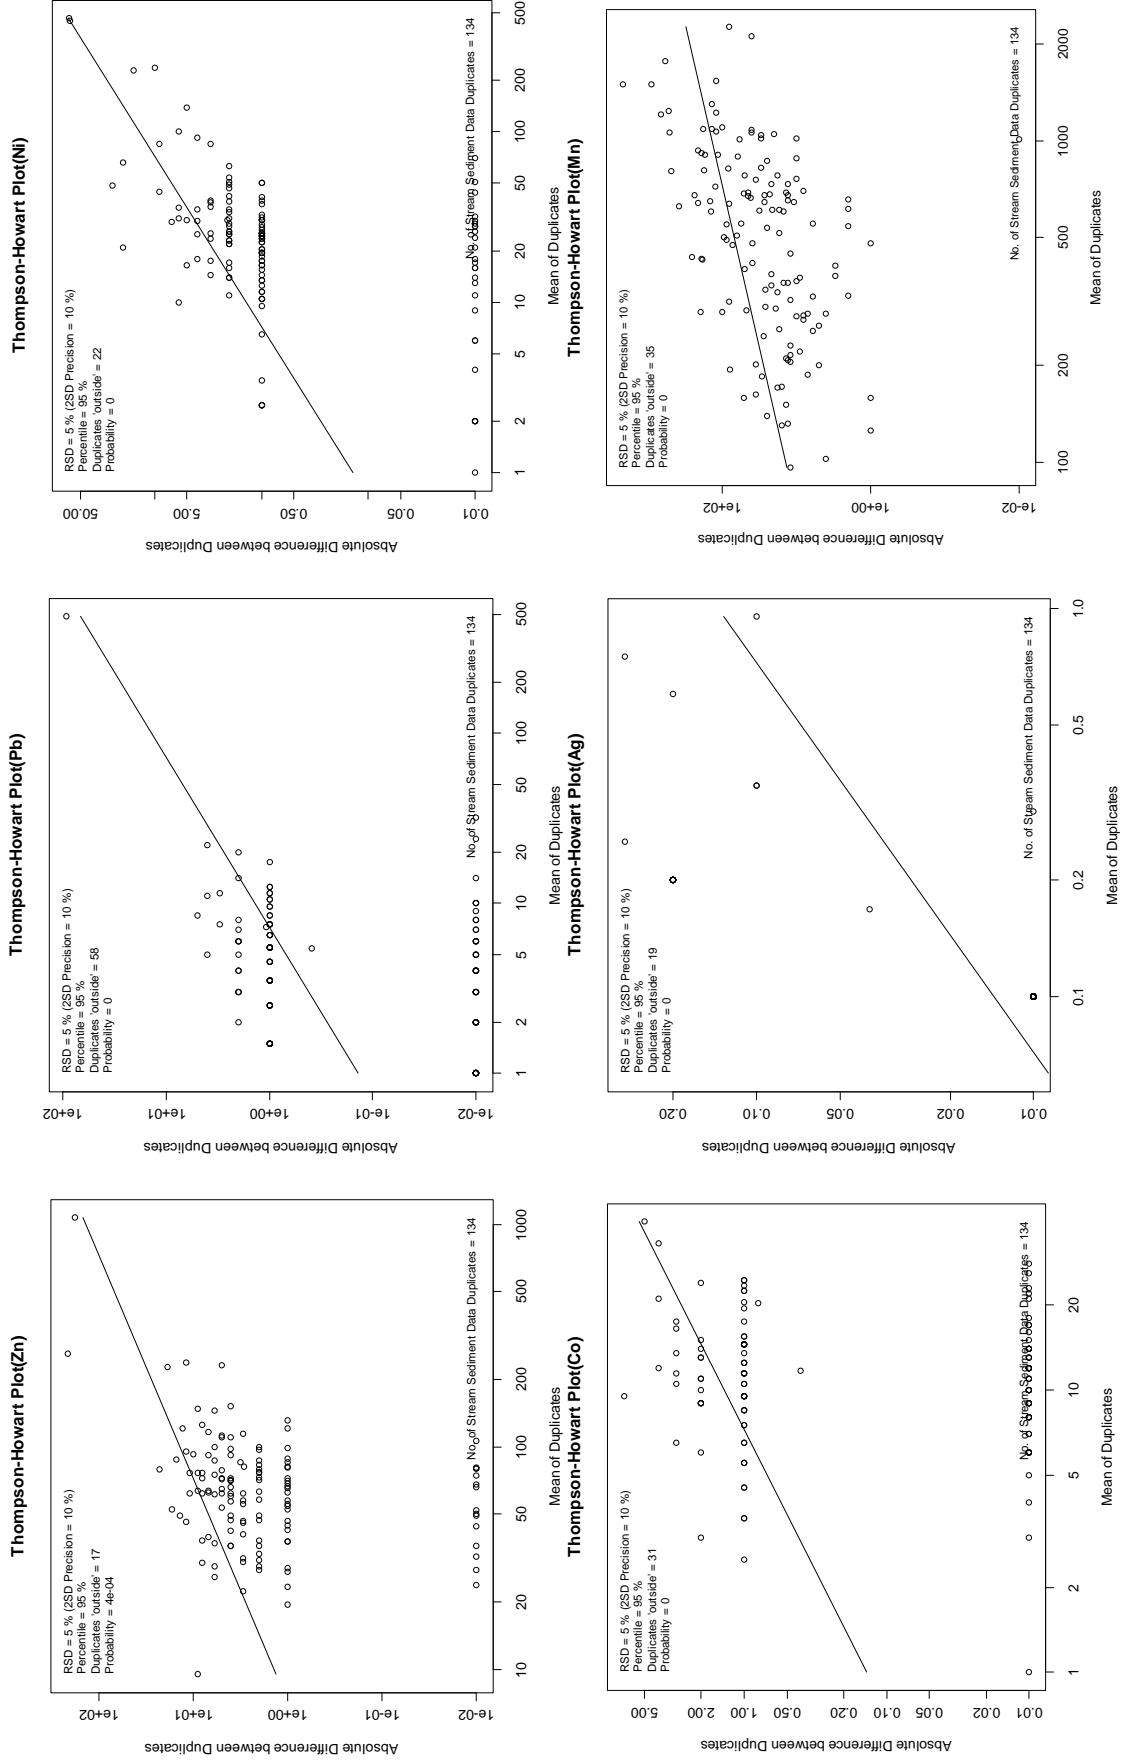 Thompson-Howart Plot(Zn)
RSD = 5 % (2SD Precision = 10 %)
Percentile = 95 %
Duplicates 'outside' = 17
Probability = 4e-04
No. of Stream Sediment Data Duplicates = 134
Absolute Difference between Duplicates
1e+02
1e+01
1e+00
1e-01
1e-02
10 20 50 100 200 500 1000
Mean of Duplicates
Thompson-Howart Plot(Pb)
RSD = 5 % (2SD Precision = 10 %)
Percentile = 95 %
Duplicates 'outside' = 58
Probability = 0
No. of Stream Sediment Data Duplicates = 134
Absolute Difference between Duplicates
1e+02
1e+01
1e+00
1e-01
1e-02
1 2 5 10 20 50 100 200 500
Mean of Duplicates
Thompson-Howart Plot(Ni)
RSD = 5 % (2SD Precision = 10 %)
Percentile = 95 %
Duplicates 'outside' = 22
Probability = 0
No. of Stream Sediment Data Duplicates = 134
Absolute Difference between Duplicates
50.00
5.00
0.50
0.05
0.01
1 2 5 10 20 50 100 200 500
Mean of Duplicates
Thompson-Howart Plot(Co)
RSD = 5 % (2SD Precision = 10 %)
Percentile = 95 %
Duplicates 'outside' = 31
Probability = 0
No. of Stream Sediment Data Duplicates = 134
Absolute Difference between Duplicates
5.00
2.00
1.00
0.50
0.20
0.10
0.05
0.02
0.01
1 2 5 10 20
Mean of Duplicates
Thompson-Howart Plot(Ag)
RSD = 5 % (2SD Precision = 10 %)
Percentile = 95 %
Duplicates 'outside' = 19
Probability = 0
No. of Stream Sediment Data Duplicates = 134
Absolute Difference between Duplicates
0.20
0.10
0.05
0.02
0.01
0.1 0.2 0.5 1.0
Mean of Duplicates
Thompson-Howart Plot(Mn)
RSD = 5 % (2SD Precision = 10 %)
Percentile = 95 %
Duplicates 'outside' = 35
Probability = 0
No. of Stream Sediment Data Duplicates = 134
Absolute Difference between Duplicates
1e+02
1e+00
1e-02
100 200 500 1000 2000
Mean of Duplicates